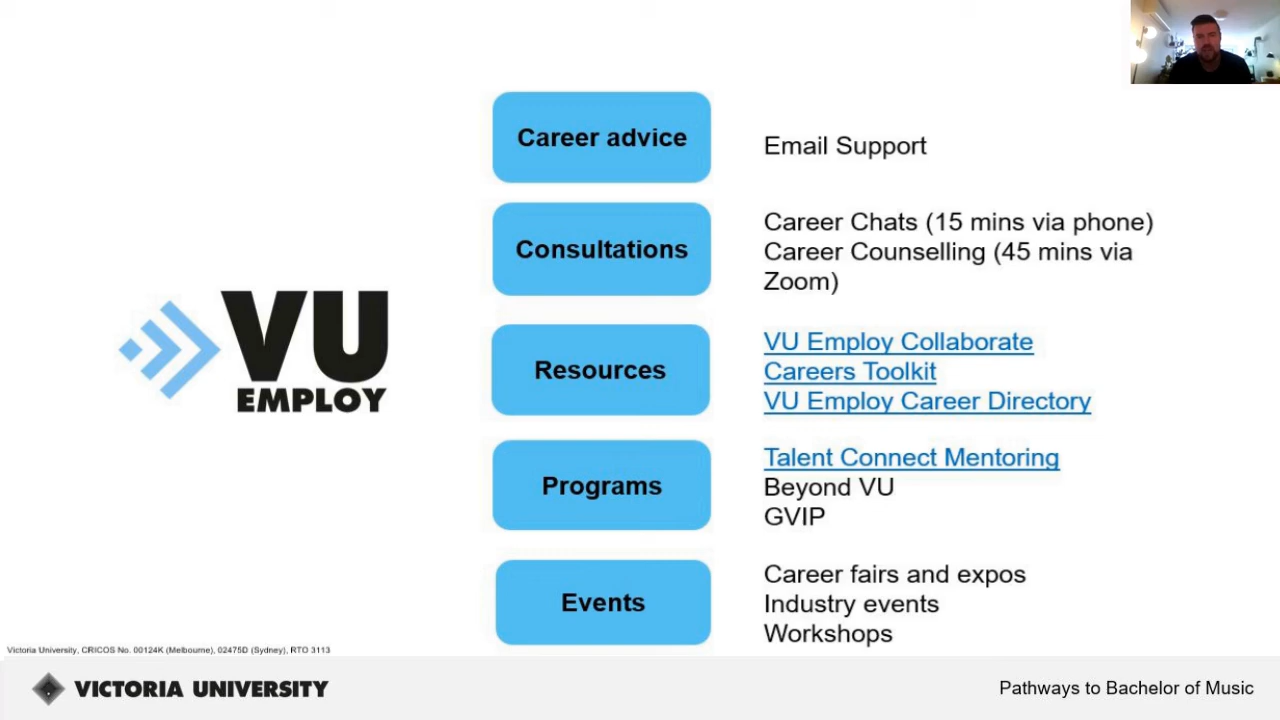 Career advice
Email Support
Consultations
Career Chats (15 mins via phone)
Career Counselling (45 mins via
Zoom)
VU
EMPLOY
Resources
VU Employ Collaborate
Careers Toolkit
VU Employ Career Directory
Programs
Talent Connect Mentoring
Beyond VU
GVIP
Events
Career fairs and expos
Industry events
Workshops
Victoria University, CRICOS No. 00124K (Melbourne), 02475D (Sydney), RTO 3113
VICTORIA UNIVERSITY
Pathways to Bachelor of Music